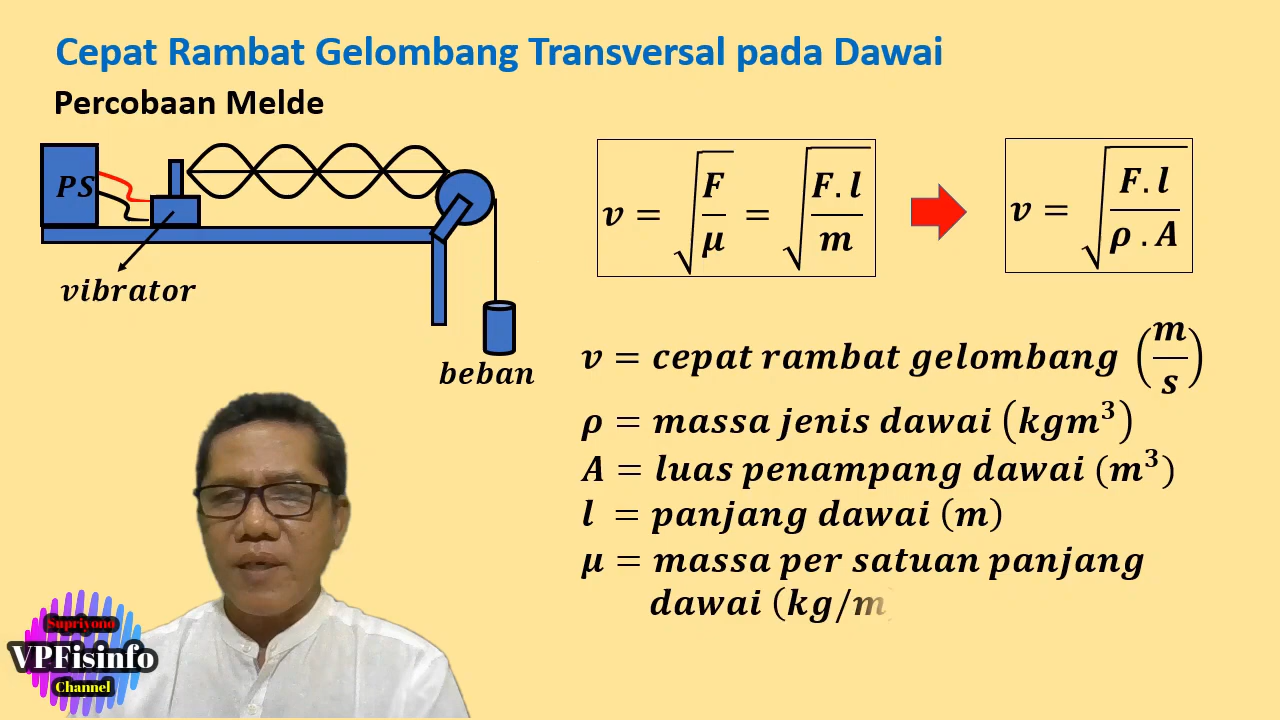 Cepat Rambat Gelombang Transversal pada Dawai
Percobaan Melde
PS
vibrator
beban
v = √(F/μ) = √(F.l/m)
v = √(F.l/ρ.A)
v = cepat rambat gelombang (m/s)
ρ = massa jenis dawai (kgm³)
A = luas penampang dawai (m³)
l = panjang dawai (m)
μ = massa per satuan panjang
dawai (kg/m
Supriyono
VPFisinfo
Channel